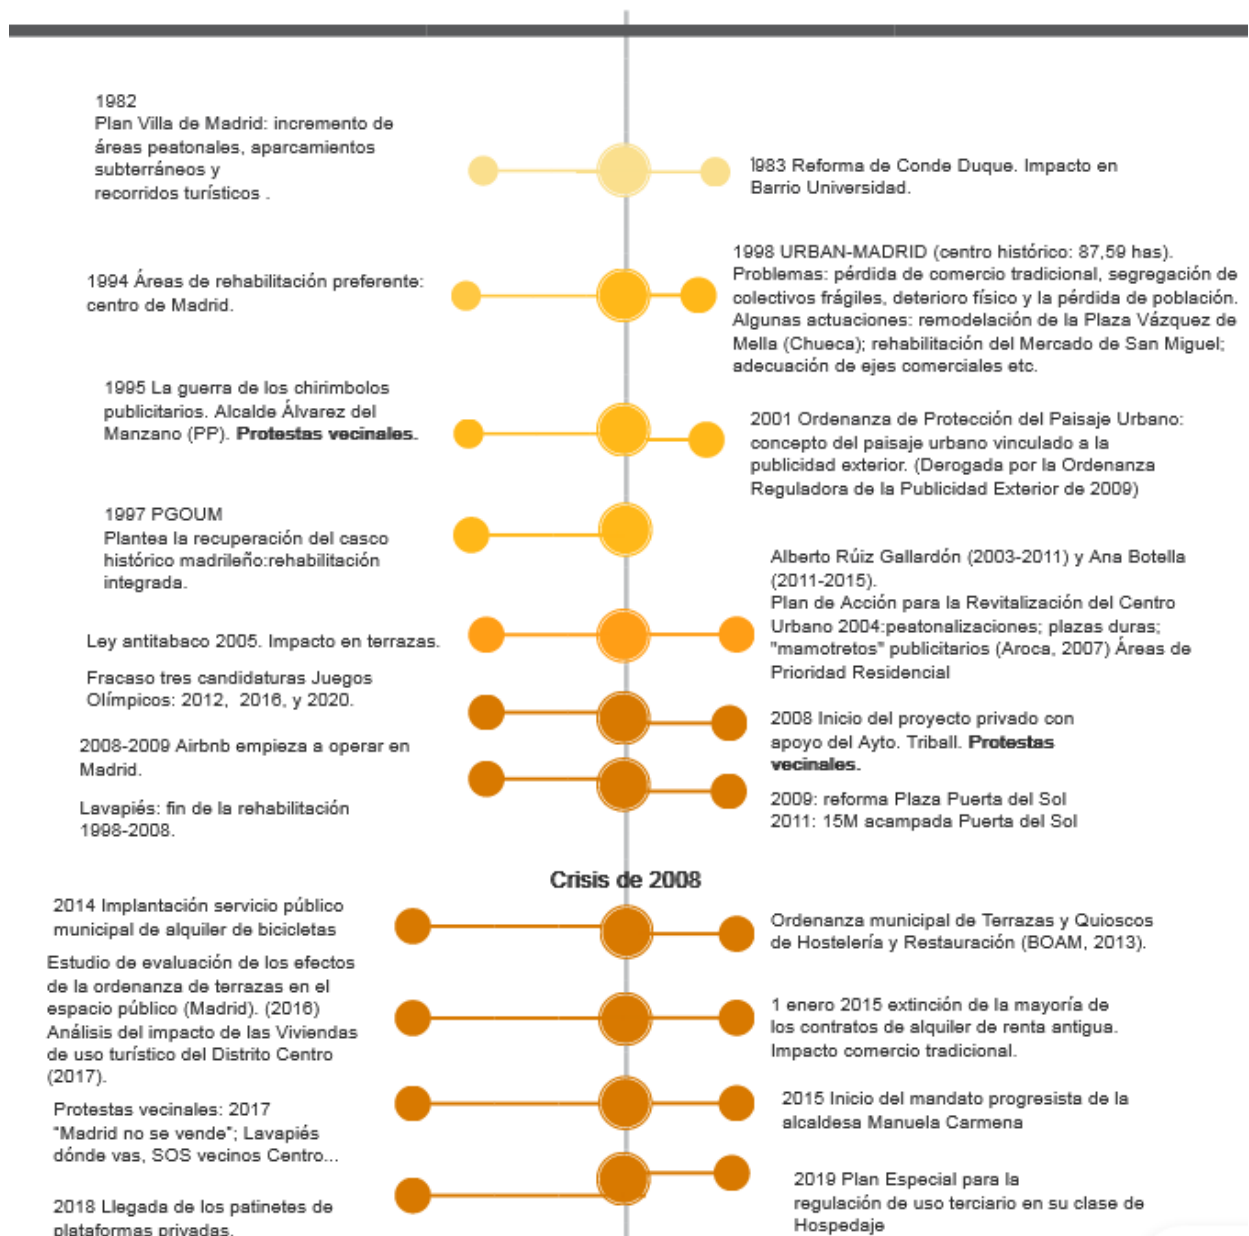 1982
Plan Villa de Madrid: incremento de
áreas peatonales, aparcamientos
subterráneos y
recorridos turísticos .
1983 Reforma de Conde Duque. Impacto en
Barrio Universidad.
1994 Áreas de rehabilitación preferente:
centro de Madrid.
1998 URBAN-MADRID (centro histórico: 87,59 has).
Problemas: pérdida de comercio tradicional, segregación de
colectivos frágiles, deterioro físico y la pérdida de población.
Algunas actuaciones: remodelación de la Plaza Vázquez de
Mella (Chueca); rehabilitación del Mercado de San Miguel;
adecuación de ejes comerciales etc.
1995 La guerra de los chirimbolos
publicitarios. Alcalde Álvarez del
Manzano (PP). Protestas vecinales.
2001 Ordenanza de Protección del Paisaje Urbano:
concepto del paisaje urbano vinculado a la
publicidad exterior. (Derogada por la Ordenanza
Reguladora de la Publicidad Exterior de 2009)
1997 PGOUM
Plantea la recuperación del casco
histórico madrileño:rehabilitación
integrada.
Alberto Rúiz Gallardón (2003-2011) y Ana Botella
(2011-2015).
Plan de Acción para la Revitalización del Centro
Urbano 2004:peatonalizaciones; plazas duras;
"mamotretos" publicitarios (Aroca, 2007) Áreas de
Prioridad Residencial
Ley antitabaco 2005. Impacto en terrazas.
Fracaso tres candidaturas Juegos
Olímpicos: 2012, 2016, y 2020.
2008 Inicio del proyecto privado con
apoyo del Ayto. Triball. Protestas
vecinales.
2008-2009 Airbnb empieza a operar en
Madrid.
Lavapiés: fin de la rehabilitación
1998-2008.
2009: reforma Plaza Puerta del Sol
2011: 15M acampada Puerta del Sol
Crisis de 2008
2014 Implantación servicio público
municipal de alquiler de bicicletas
Ordenanza municipal de Terrazas y Quioscos
de Hostelería y Restauración (BOAM, 2013).
Estudio de evaluación de los efectos
de la ordenanza de terrazas en el
espacio público (Madrid). (2016)
Análisis del impacto de las Viviendas
de uso turístico del Distrito Centro
(2017).
1 enero 2015 extinción de la mayoría de
los contratos de alquiler de renta antigua.
Impacto comercio tradicional.
Protestas vecinales: 2017
"Madrid no se vende"; Lavapiés
dónde vas, SOS vecinos Centro...
2015 Inicio del mandato progresista de la
alcaldesa Manuela Carmena
2018 Llegada de los patinetes de
plataformas privadas.
2019 Plan Especial para la
regulación de uso terciario en su clase de
Hospedaje